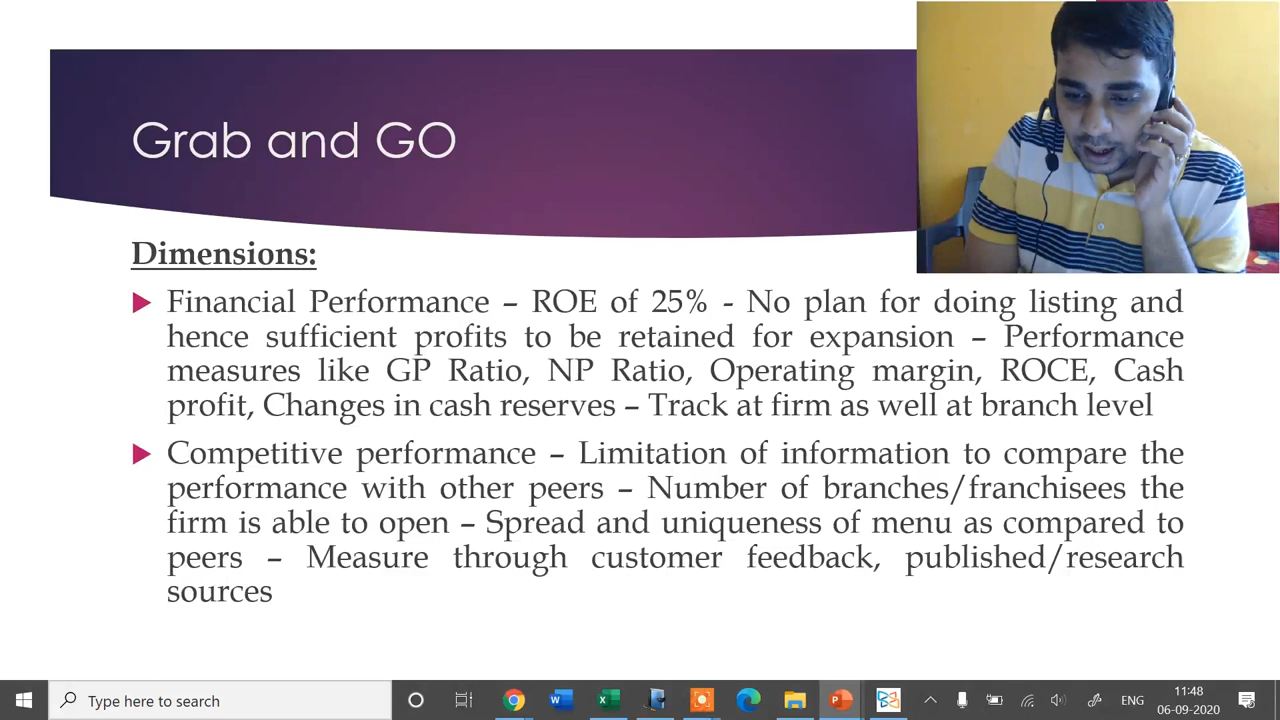 Grab and GO
Dimensions:
Financial Performance – ROE of 25% - No plan for doing listing and
hence sufficient profits to be retained for expansion – Performance
measures like GP Ratio, NP Ratio, Operating margin, ROCE, Cash
profit, Changes in cash reserves – Track at firm as well at branch level
Competitive performance – Limitation of information to compare the
performance with other peers – Number of branches/franchisees the
firm is able to open – Spread and uniqueness of menu as compared to
peers – Measure through customer feedback, published/research
sources
Type here to search
ENG
11:48
06-09-2020